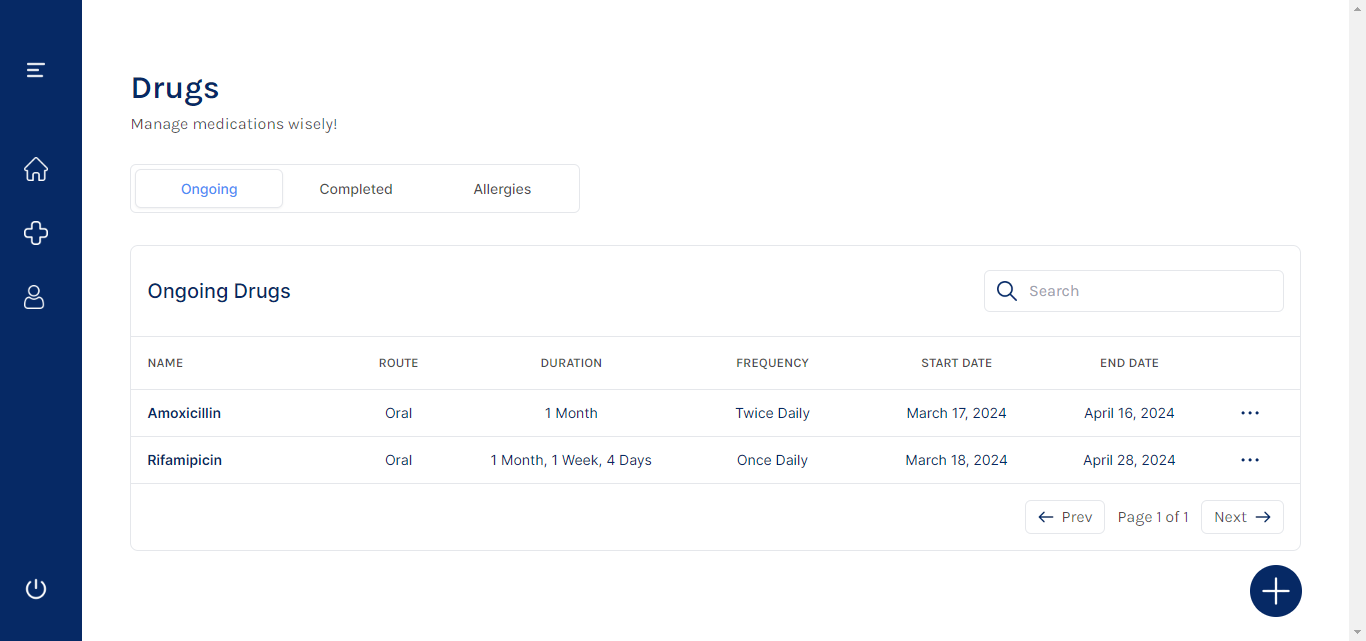 Drugs
Manage medications wisely!
Ongoing Completed Allergies
Ongoing Drugs Search
NAME ROUTE DURATION FREQUENCY START DATE END DATE
Amoxicillin Oral 1 Month Twice Daily March 17, 2024 April 16, 2024
Rifamipicin Oral 1 Month, 1 Week, 4 Days Once Daily March 18, 2024 April 28, 2024
Prev Page 1 of 1 Next